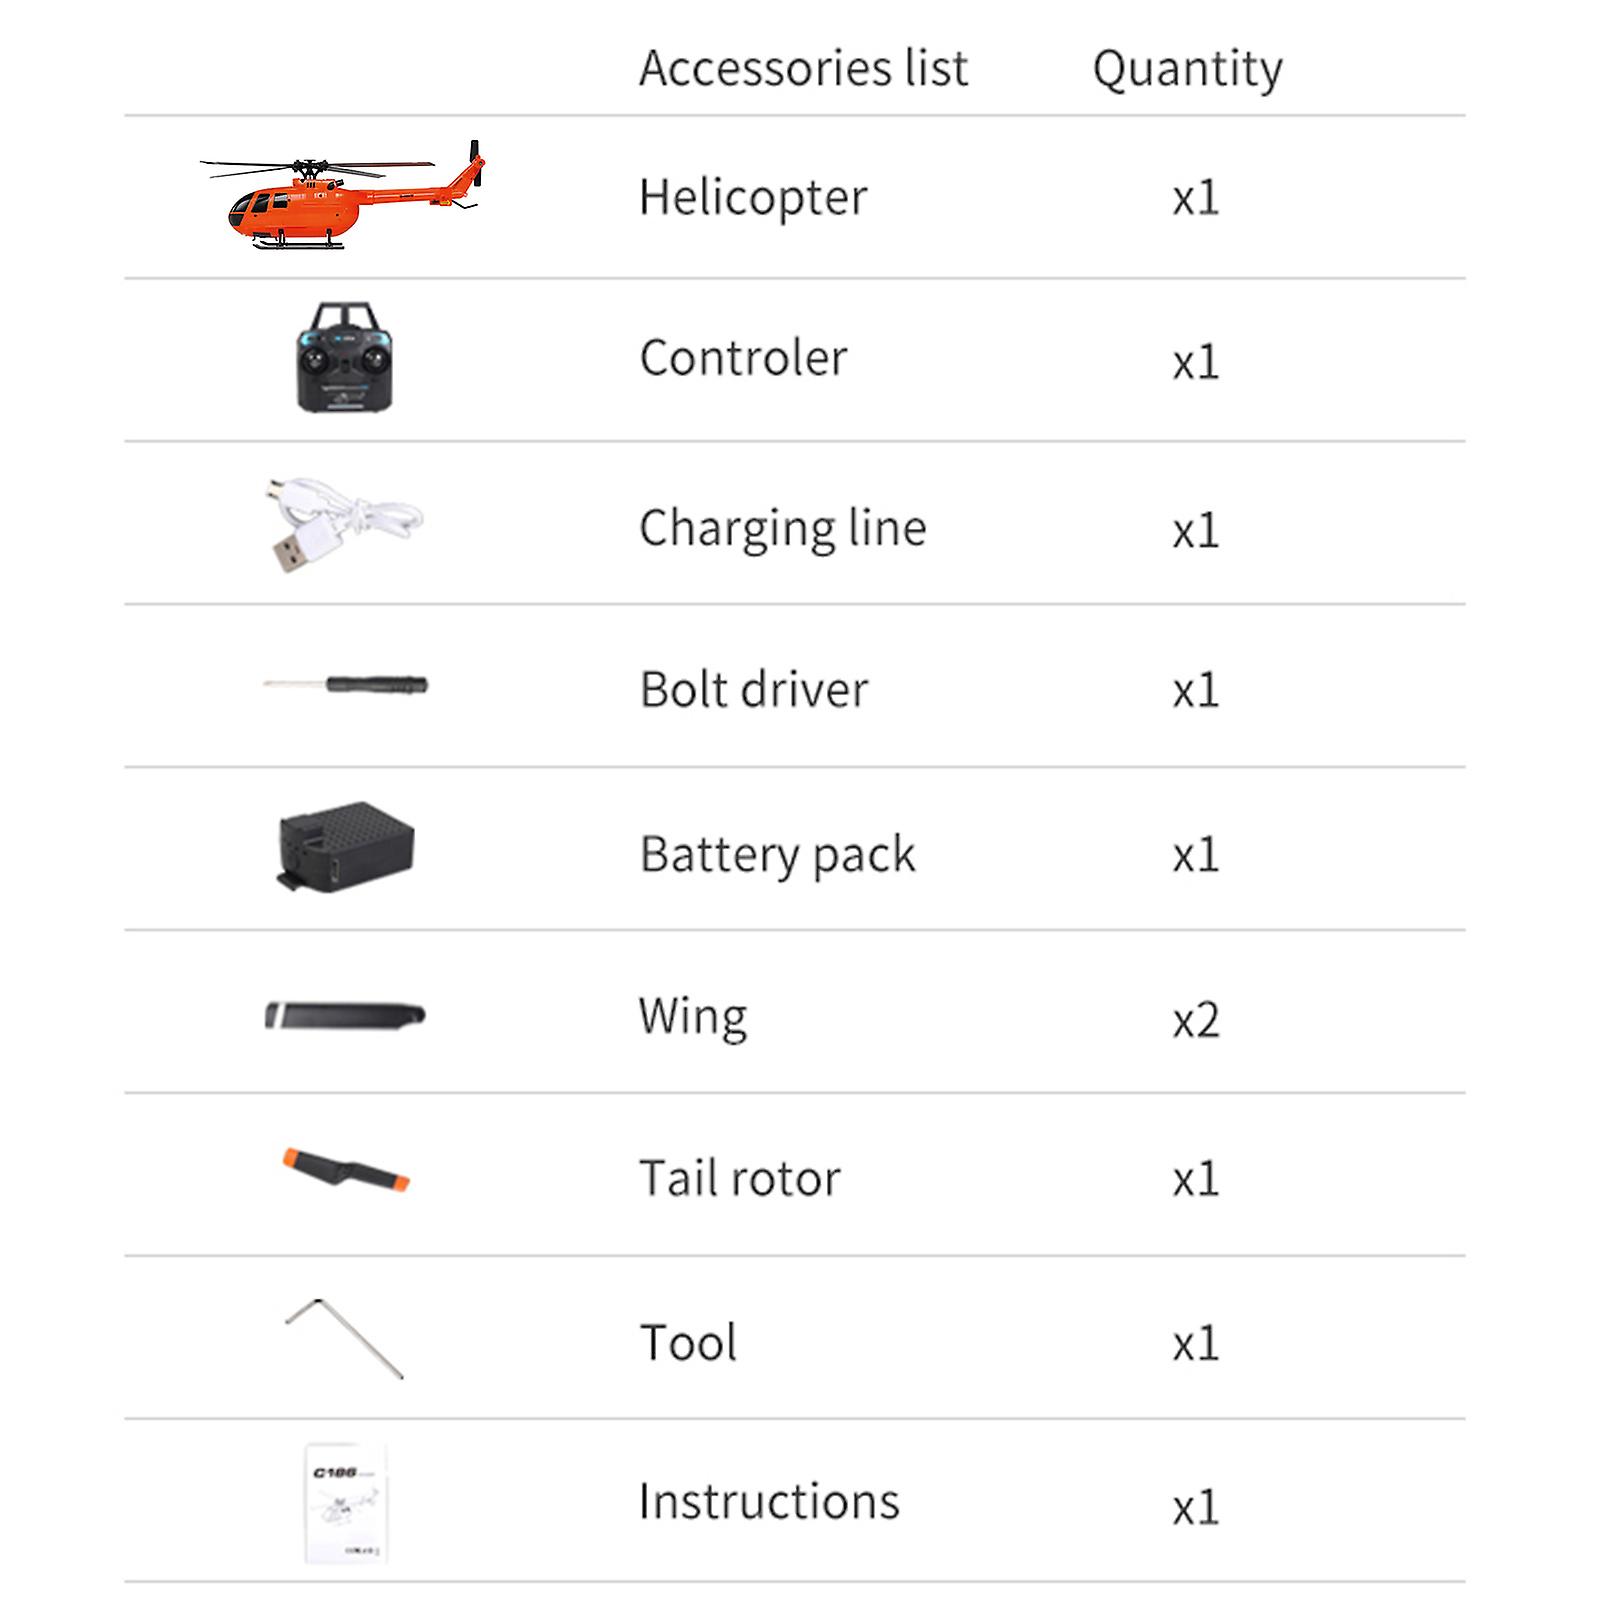 Accessories list Quantity
Helicopter x1
Controler x1
Charging line x1
Bolt driver x1
Battery pack x1
Wing x2
Tail rotor x1
Tool x1
C186
Instructions x1